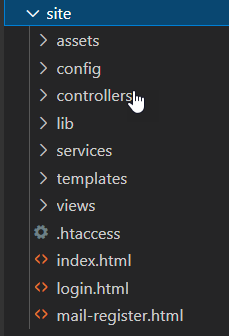 site
assets
config
controllers
lib
services
templates
views
.htaccess
index.html
login.html
mail-register.html